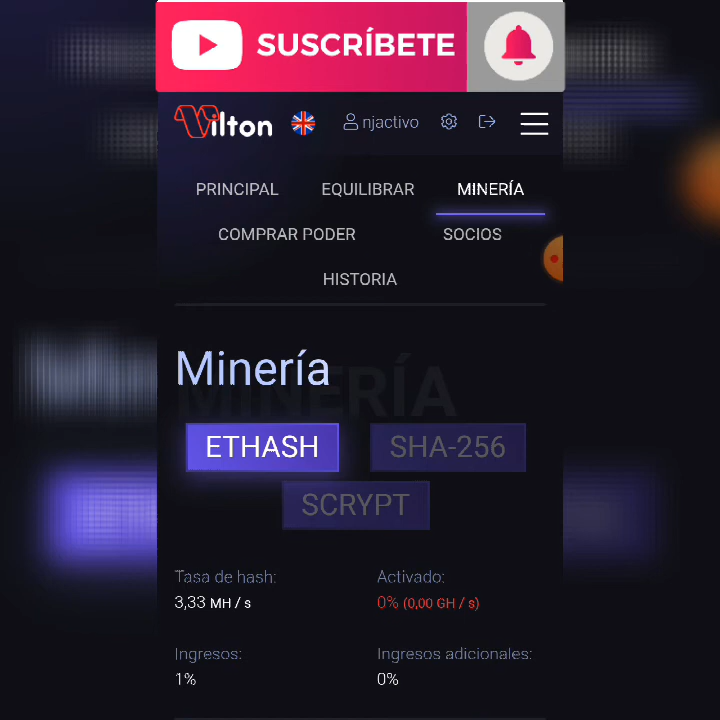 SUSCRÍBETE
Vilton njactivo
PRINCIPAL EQUILIBRAR MINERÍA
COMPRAR PODER SOCIOS
HISTORIA
Minería
MINERÍA
ETHASH SHA-256
SCRYPT
Tasa de hash: Activado:
3,33 MH / s 0% (0,00 GH / s)
Ingresos: Ingresos adicionales:
1% 0%